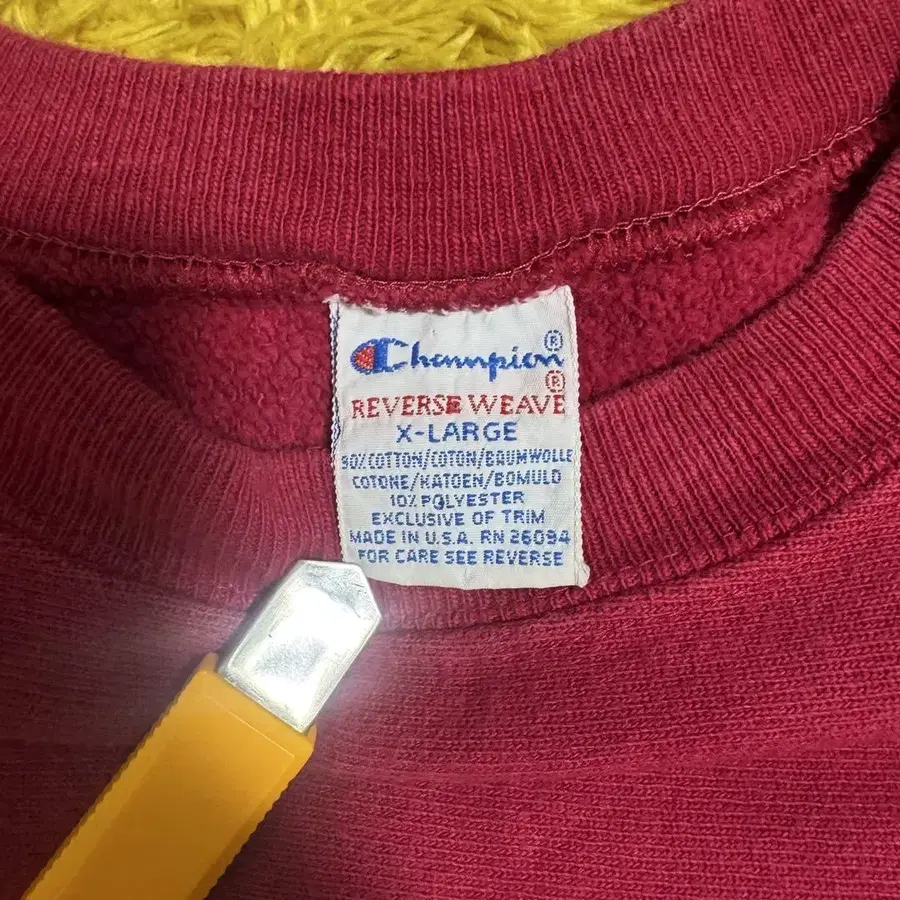 Champion®
®
REVERSE WEAVE
X-LARGE
90% COTTON/COTON/BAUMWOLLE
COTONE/KATOEN/BOMULD
10% POLYESTER
EXCLUSIVE OF TRIM
MADE IN U.S.A. RN 26094
FOR CARE SEE REVERSE